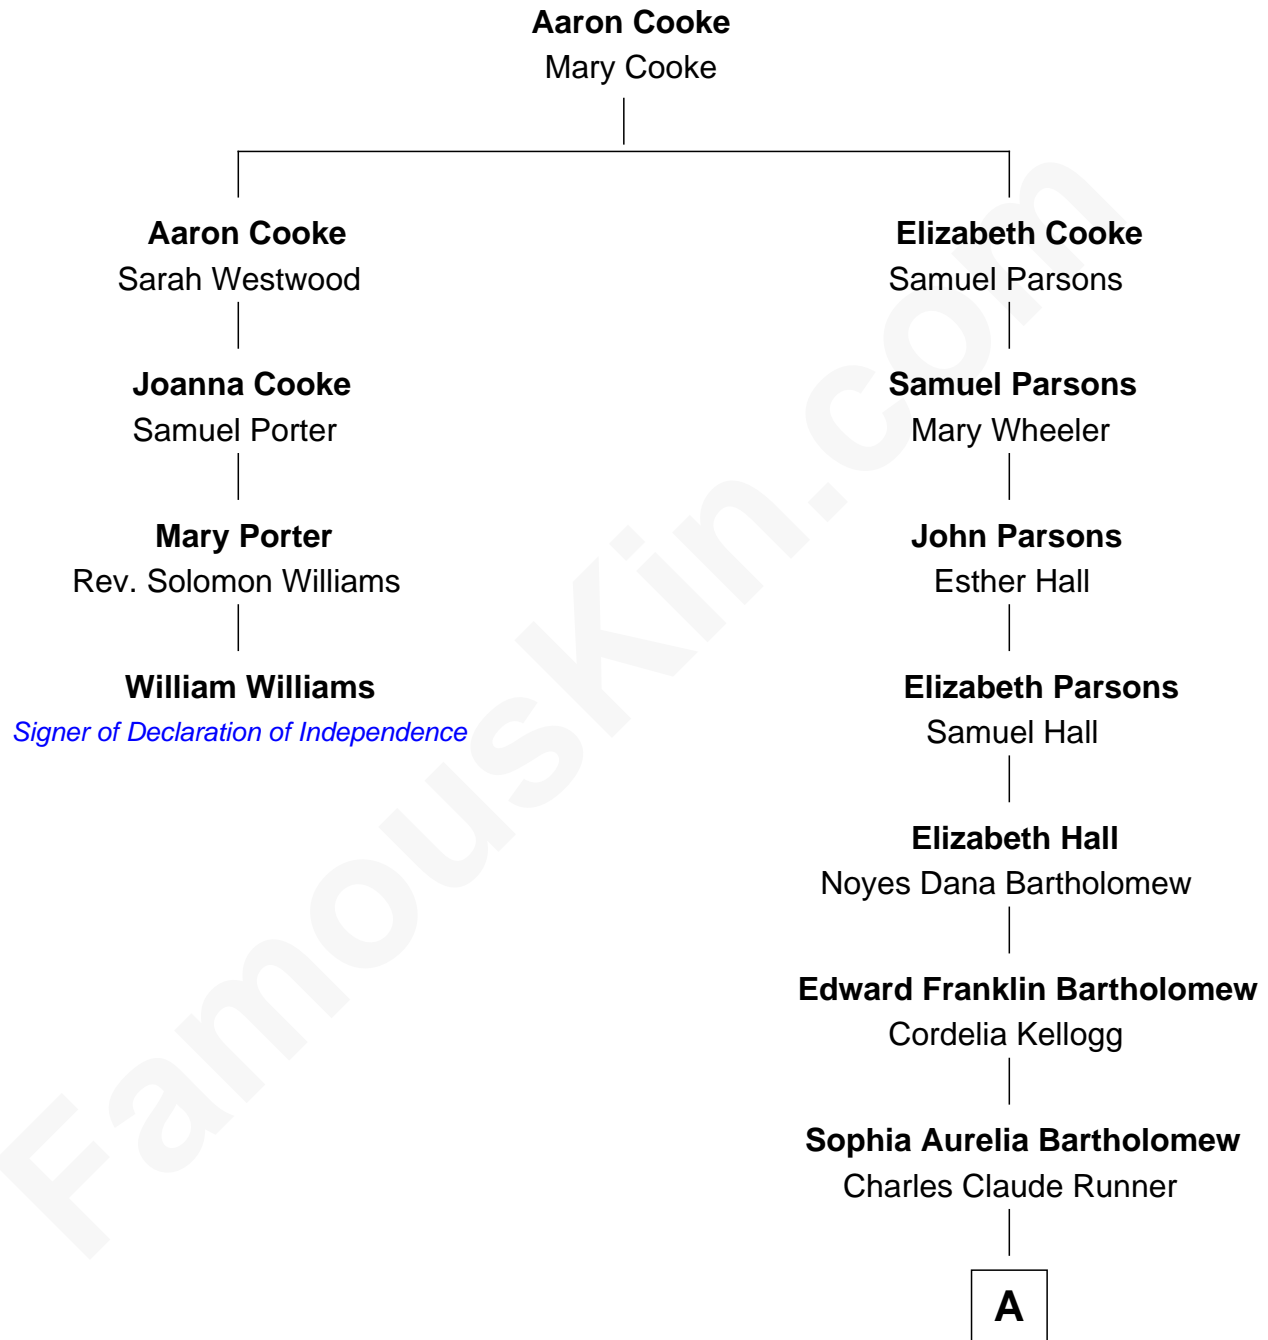 Aaron Cooke
Mary Cooke
Aaron Cooke
Sarah Westwood
Joanna Cooke
Samuel Porter
Mary Porter
Rev. Solomon Williams
William Williams
Signer of Declaration of Independence
Elizabeth Cooke
Samuel Parsons
Samuel Parsons
Mary Wheeler
John Parsons
Esther Hall
Elizabeth Parsons
Samuel Hall
Elizabeth Hall
Noyes Dana Bartholomew
Edward Franklin Bartholomew
Cordelia Kellogg
Sophia Aurelia Bartholomew
Charles Claude Runner
A
FamousKin.com